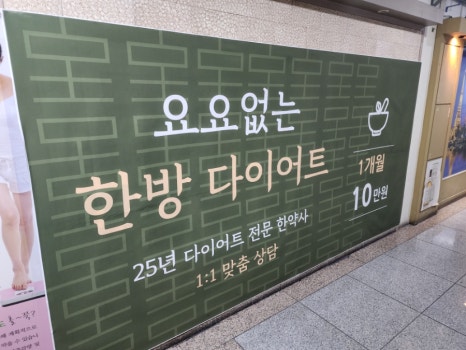 요요없는
한방 다이어트
25년 다이어트 전문 한약사
1:1 맞춤 상담
1개월
10만원